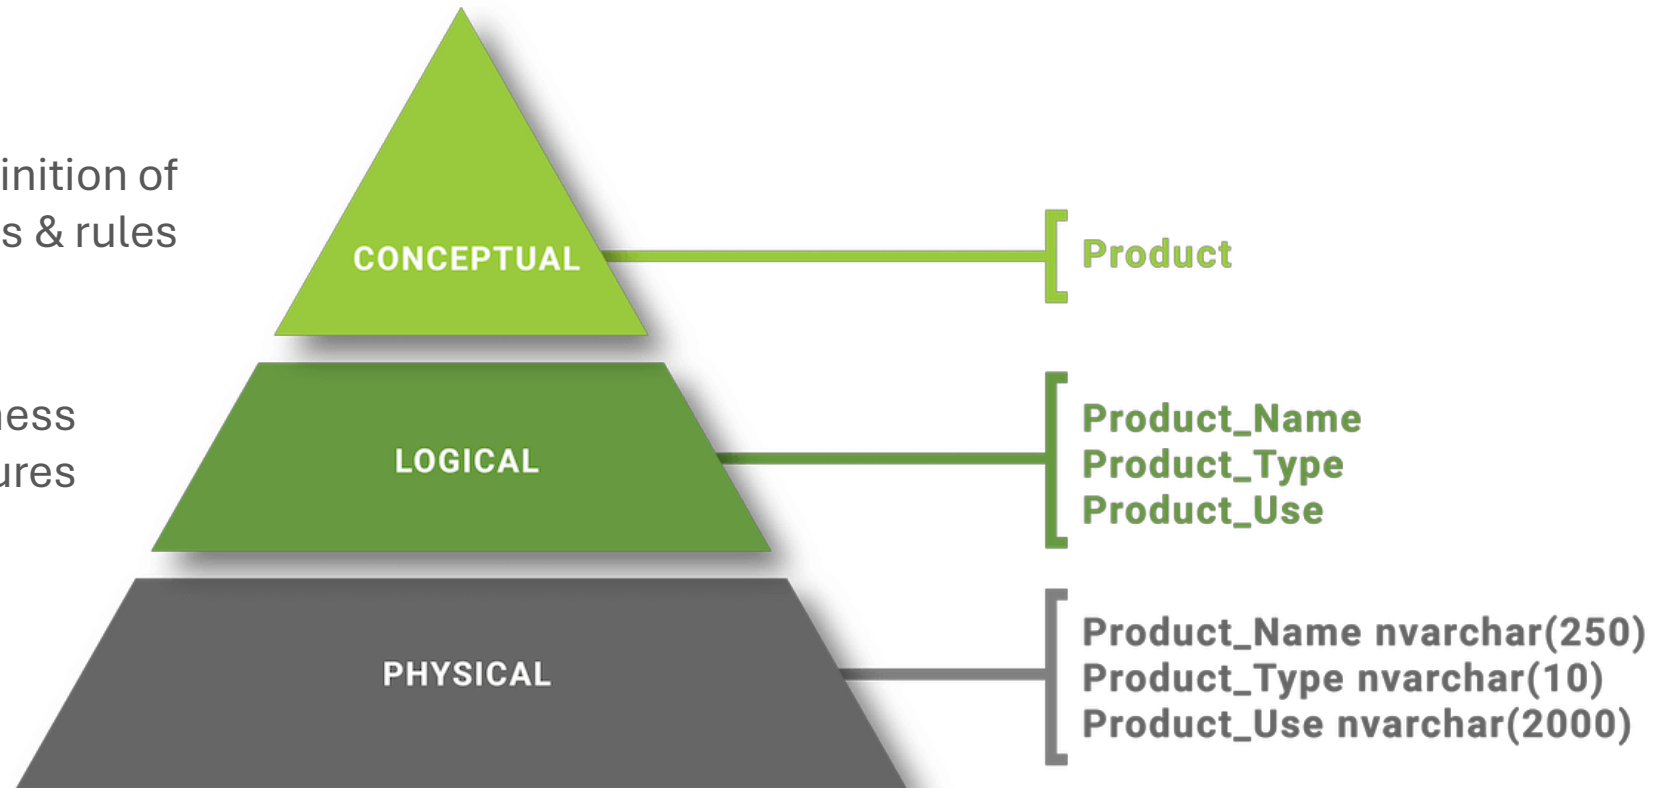 inition of
s & rules
CONCEPTUAL
Product
ness
ures
LOGICAL
Product_Name
Product_Type
Product_Use
PHYSICAL
Product_Name nvarchar(250)
Product_Type nvarchar(10)
Product_Use nvarchar(2000)